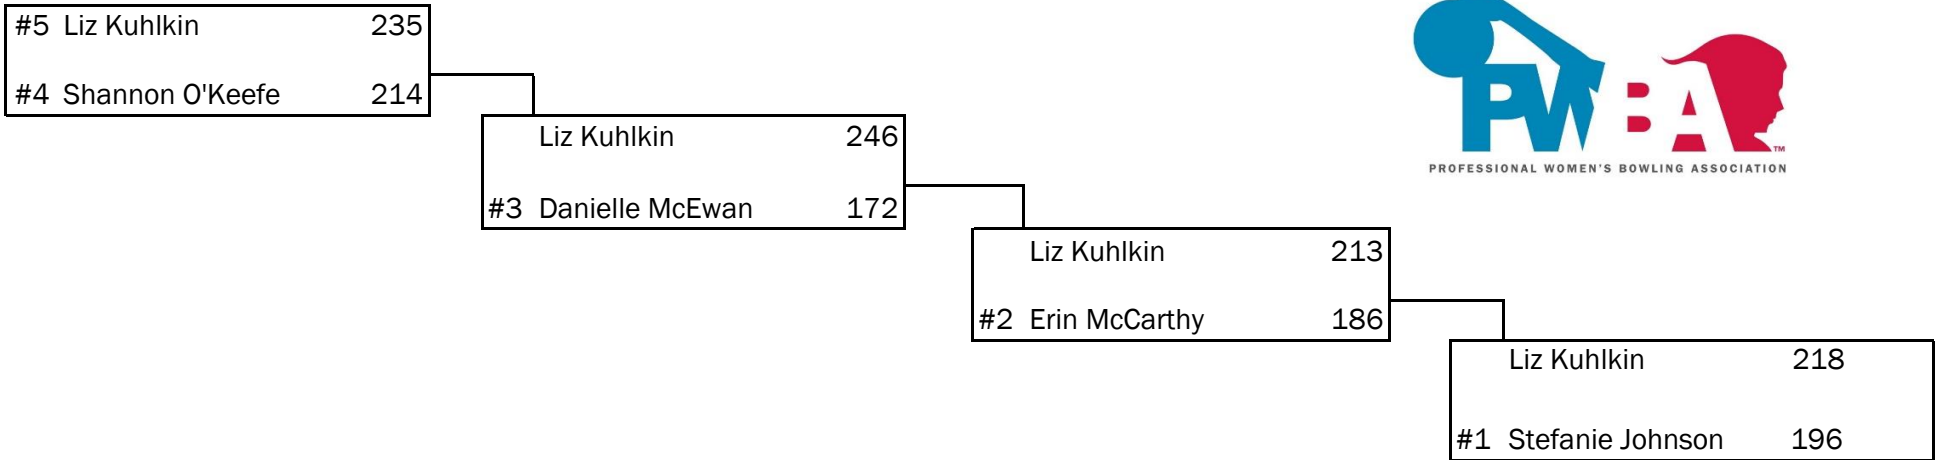 #5 Liz Kuhlkin 235
#4 Shannon O'Keefe 214
Liz Kuhlkin 246
#3 Danielle McEwan 172
Liz Kuhlkin 213
#2 Erin McCarthy 186
Liz Kuhlkin 218
#1 Stefanie Johnson 196
PWBA TM
PROFESSIONAL WOMEN'S BOWLING ASSOCIATION